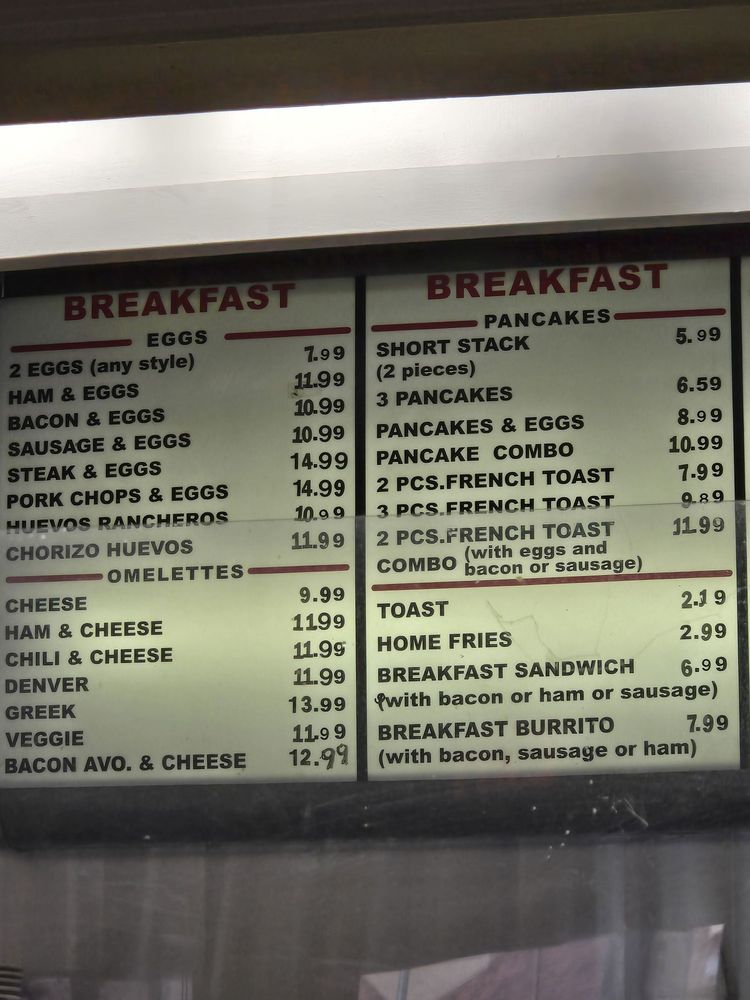 BREAKFAST
EGGS
2 EGGS (any style) 7.99
HAM & EGGS 11.99
BACON & EGGS 10.99
SAUSAGE & EGGS 10.99
STEAK & EGGS 14.99
PORK CHOPS & EGGS 14.99
HUEVOS RANCHEROS 10.99
CHORIZO HUEVOS 11.99
OMELETTES
CHEESE 9.99
HAM & CHEESE 1199
CHILI & CHEESE 11.99
DENVER 11.99
GREEK 13.99
VEGGIE 11.99
BACON AVO. & CHEESE 12.99
BREAKFAST
PANCAKES
SHORT STACK 5.99
(2 pieces)
3 PANCAKES 6.59
PANCAKES & EGGS 8.99
PANCAKE COMBO 10.99
2 PCS.FRENCH TOAST 7.99
3 PCS.FRENCH TOAST 9.89
2 PCS.FRENCH TOAST 11.99
COMBO (with eggs and
bacon or sausage)
TOAST 2.19
HOME FRIES 2.99
BREAKFAST SANDWICH 6.99
(with bacon or ham or sausage)
BREAKFAST BURRITO 7.99
(with bacon, sausage or ham)